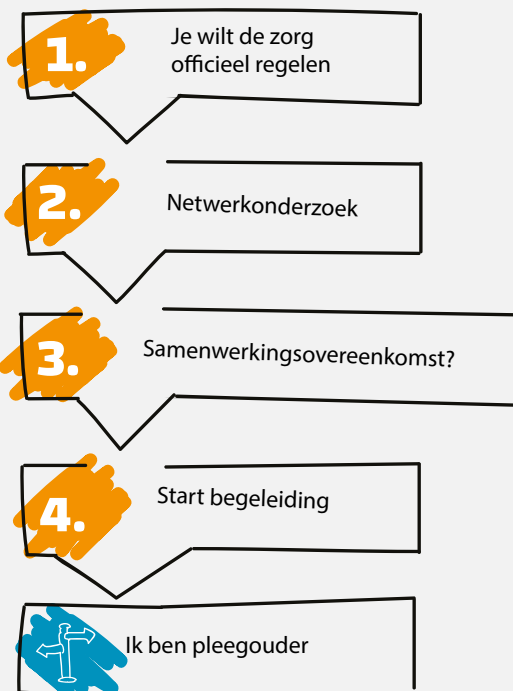 1.
Je wilt de zorg
officieel regelen
2.
Netwerkonderzoek
3.
Samenwerkingsovereenkomst?
4.
Start begeleiding
Ik ben pleegouder